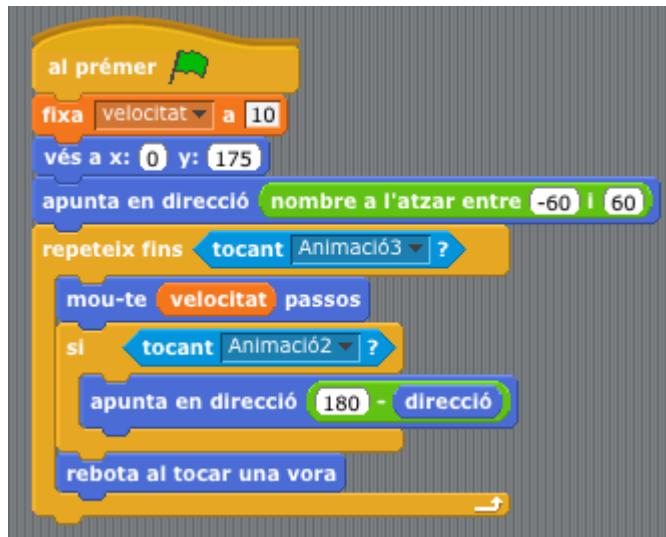 al prémer
fixa velocitat a 10
vés a x: 0 y: 175
apunta en direcció nombre a l'atzar entre -60 i 60
repeteix fins tocant Animació3 ?
mou-te velocitat passos
si tocant Animació2 ?
apunta en direcció 180 - direcció
rebota al tocar una vora